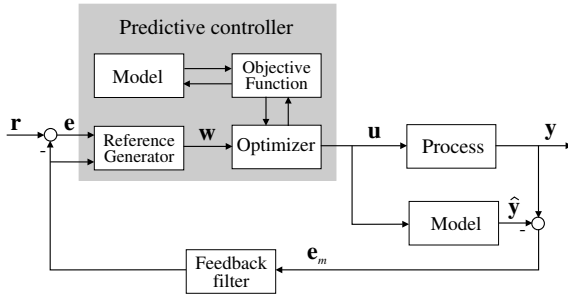 Predictive controller
Model
Objective
Function
r
e
-
Reference
Generator
w
Optimizer
u
Process
y
Model
ŷ
-
e_m
Feedback
filter